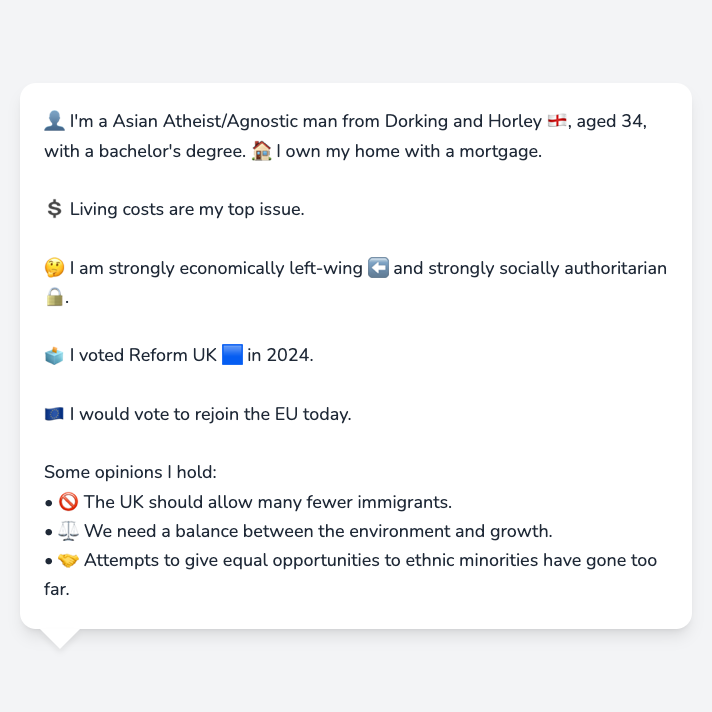 👤 I'm a Asian Atheist/Agnostic man from Dorking and Horley 🏴󠁧󠁢󠁥󠁮󠁧󠁿, aged 34,
with a bachelor's degree. 🏠 I own my home with a mortgage.
💲 Living costs are my top issue.
🤔 I am strongly economically left-wing ⬅️ and strongly socially authoritarian
🔒.
🗳️ I voted Reform UK 🟦 in 2024.
🇪🇺 I would vote to rejoin the EU today.
Some opinions I hold:
• 🚫 The UK should allow many fewer immigrants.
• ⚖️ We need a balance between the environment and growth.
• 🤝 Attempts to give equal opportunities to ethnic minorities have gone too
far.